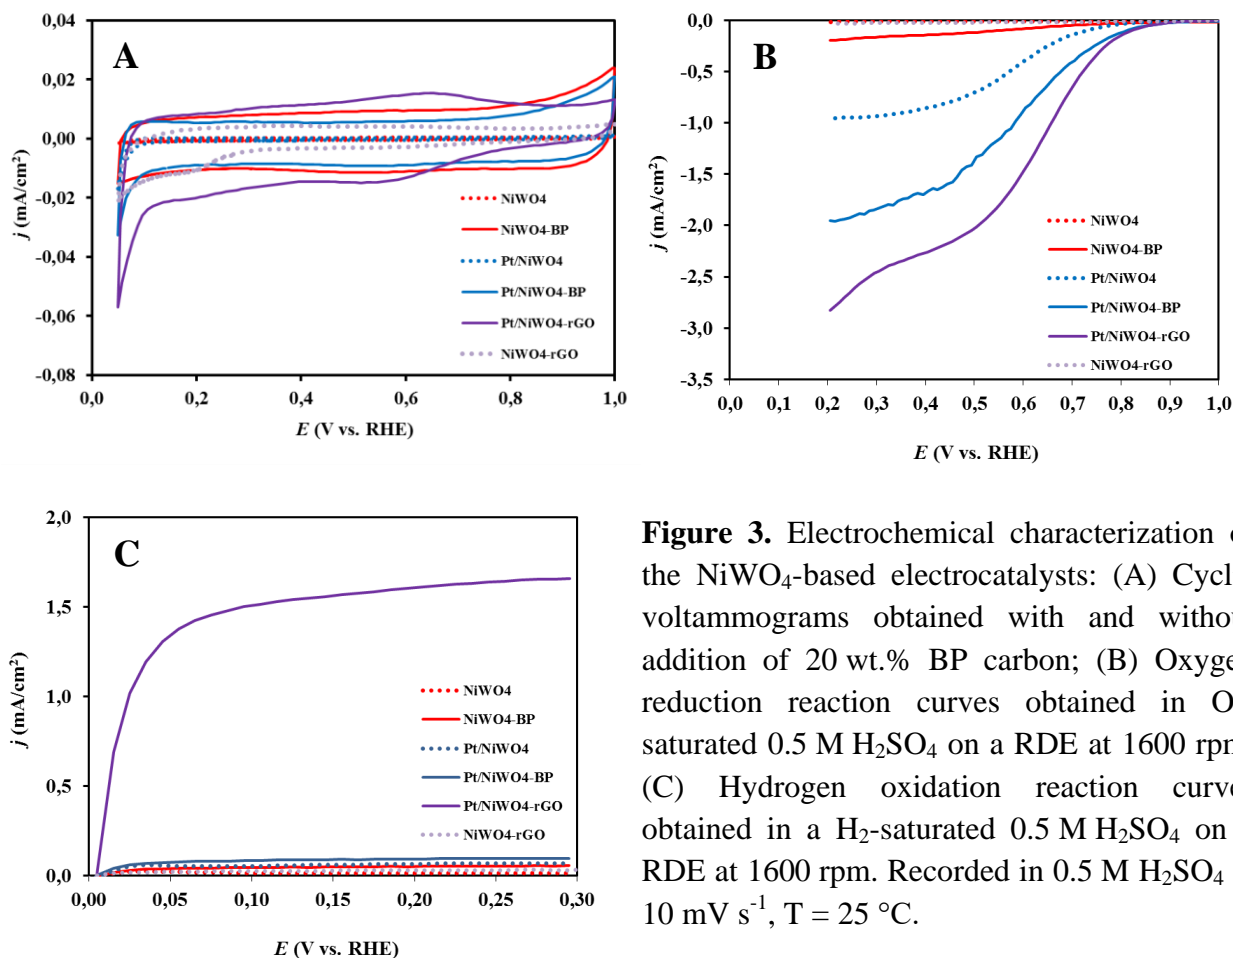 A
j (mA/cm²)
0,04
0,02
0,00
-0,02
-0,04
-0,06
-0,08
NiWO4
NiWO4-BP
Pt/NiWO4
Pt/NiWO4-BP
Pt/NiWO4-rGO
NiWO4-rGO
0,0 0,2 0,4 0,6 0,8 1,0
E (V vs. RHE)
B
j (mA/cm²)
0,0
-0,5
-1,0
-1,5
-2,0
-2,5
-3,0
-3,5
NiWO4
NiWO4-BP
Pt/NiWO4
Pt/NiWO4-BP
Pt/NiWO4-rGO
NiWO4-rGO
0,0 0,1 0,2 0,3 0,4 0,5 0,6 0,7 0,8 0,9 1,0
E (V vs. RHE)
C
j (mA/cm²)
2,0
1,5
1,0
0,5
0,0
NiWO4
NiWO4-BP
Pt/NiWO4
Pt/NiWO4-BP
Pt/NiWO4-rGO
NiWO4-rGO
0,00 0,05 0,10 0,15 0,20 0,25 0,30
E (V vs. RHE)
Figure 3. Electrochemical characterization
the NiWO₄-based electrocatalysts: (A) Cycl
voltammograms obtained with and withou
addition of 20 wt.% BP carbon; (B) Oxyge
reduction reaction curves obtained in O
saturated 0.5 M H₂SO₄ on a RDE at 1600 rpm
(C) Hydrogen oxidation reaction curve
obtained in a H₂-saturated 0.5 M H₂SO₄ on
RDE at 1600 rpm. Recorded in 0.5 M H₂SO₄
10 mV s⁻¹, T = 25 °C.